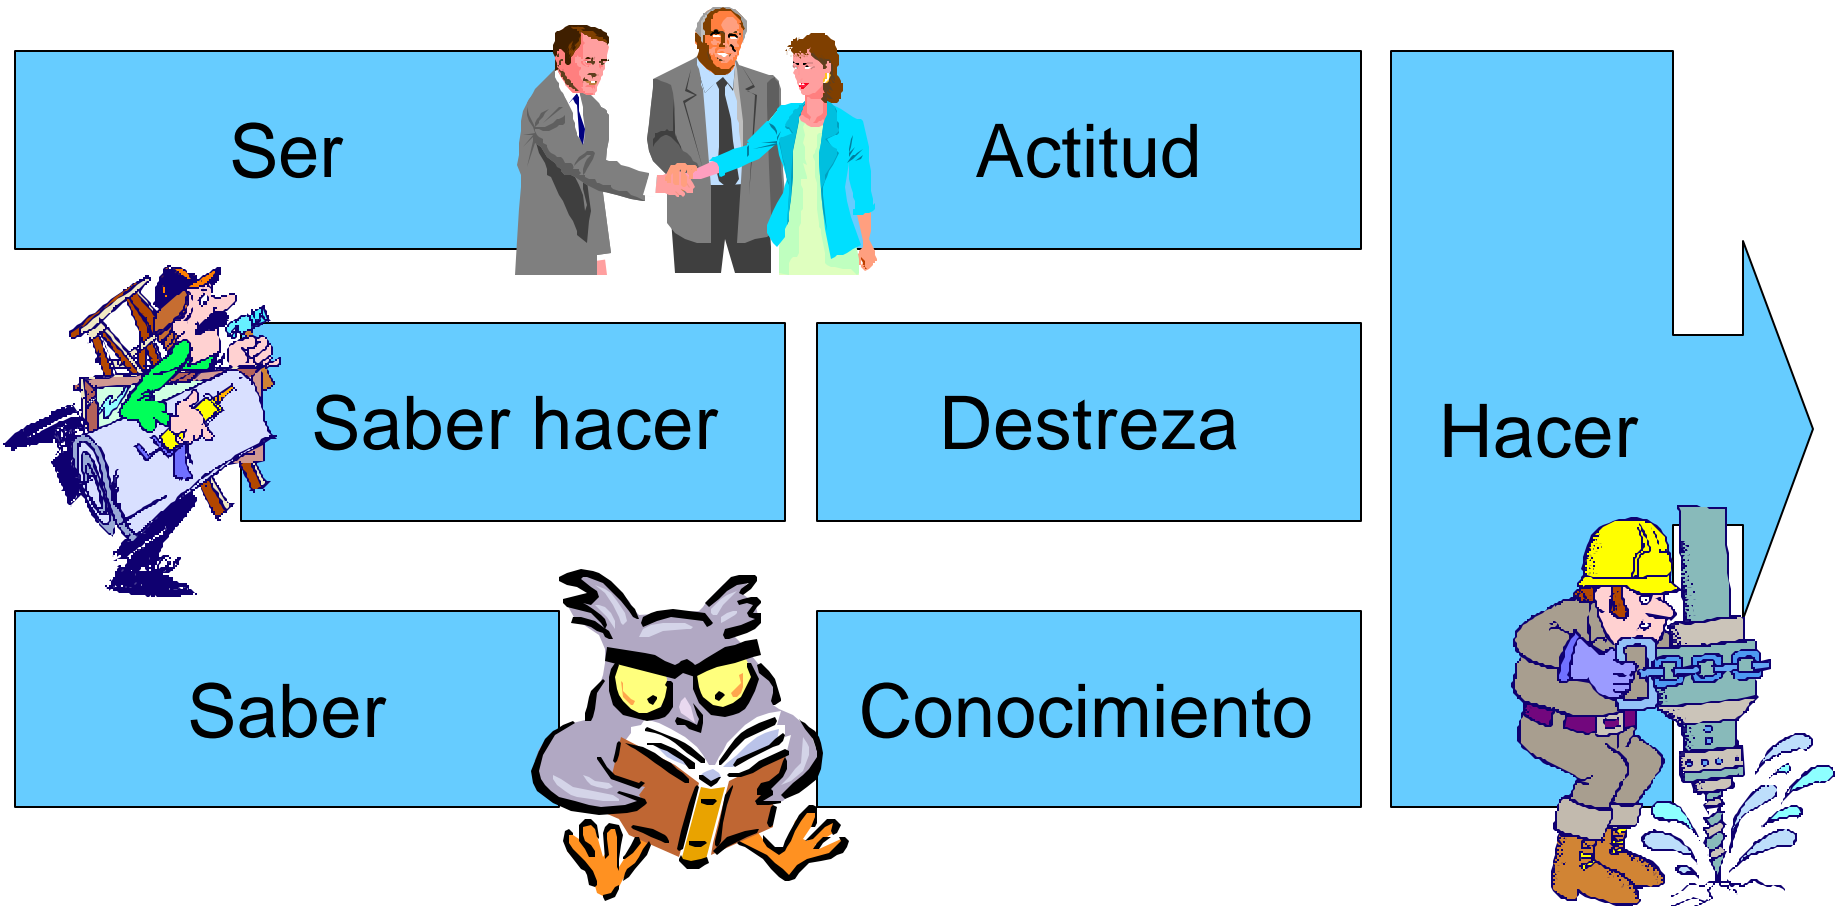 Ser
Actitud
Saber hacer
Destreza
Hacer
Saber
Conocimiento